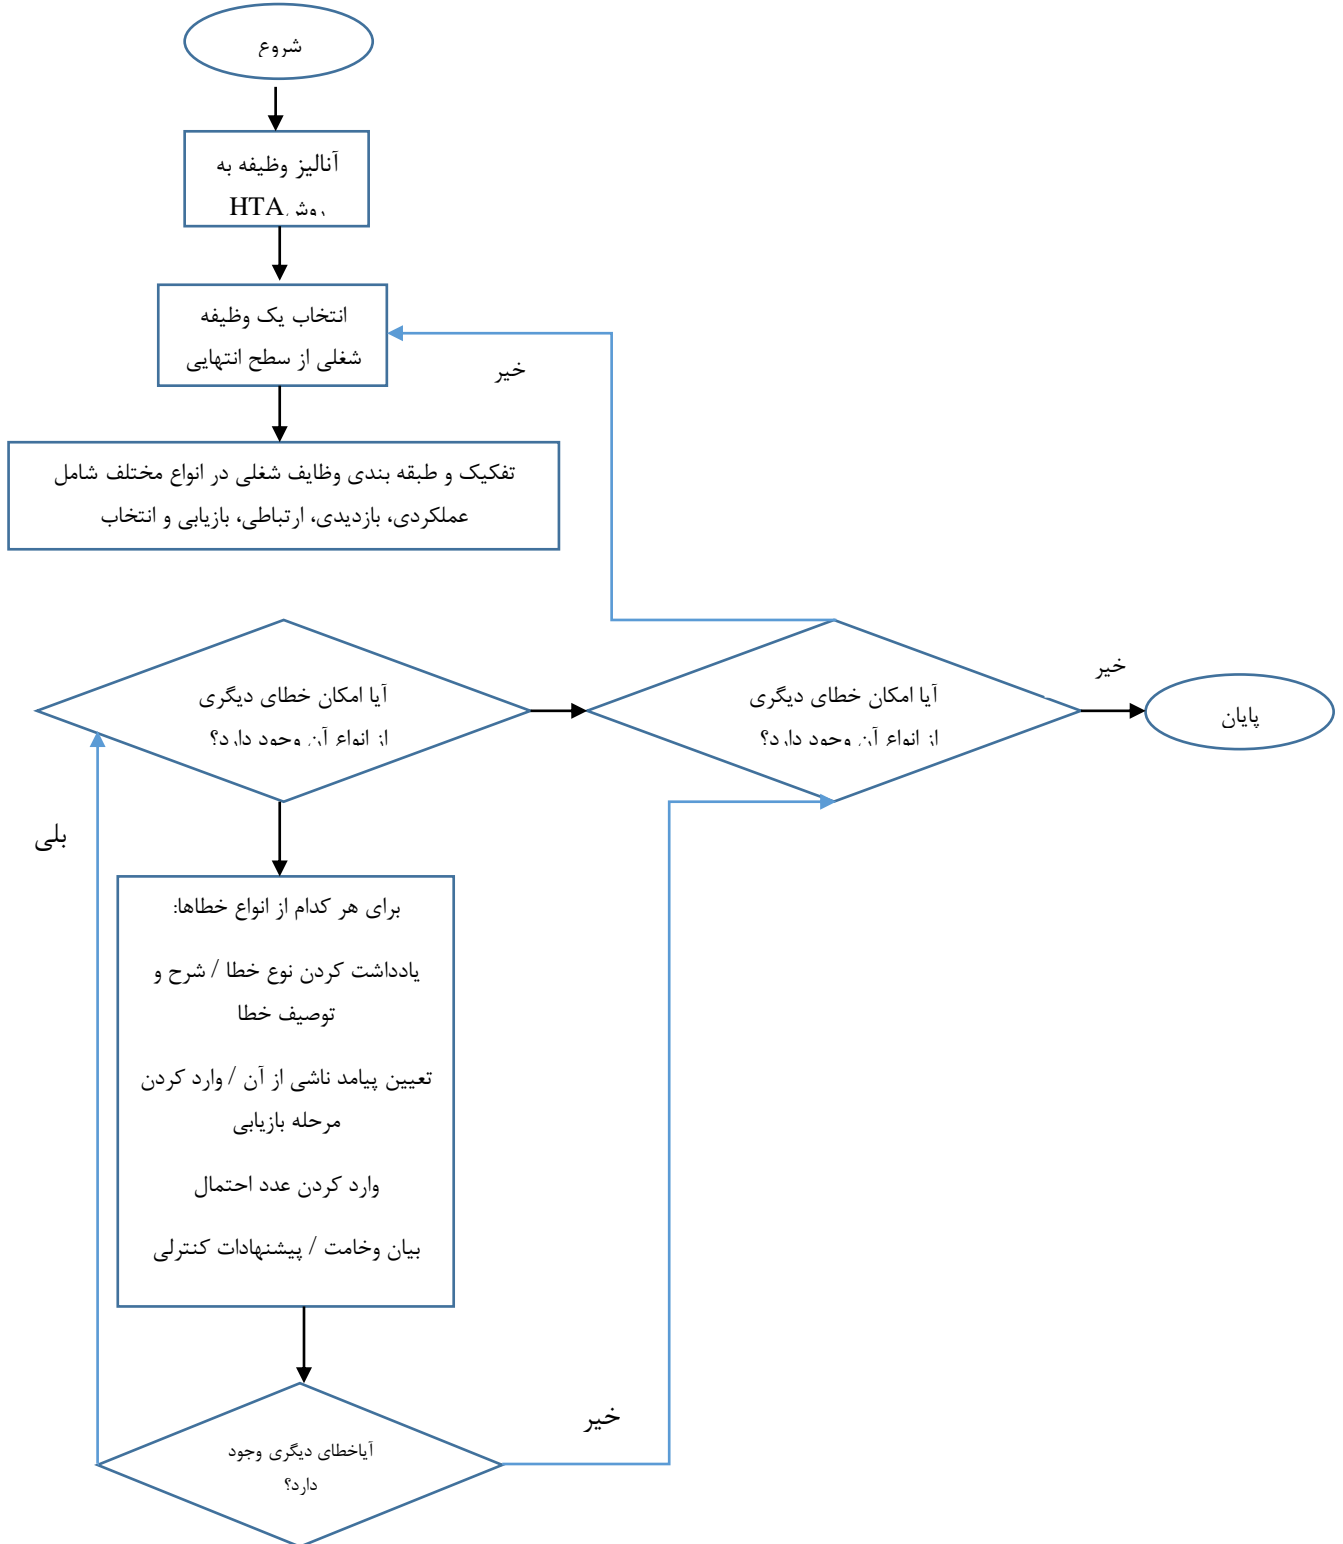 شروع
آنالیز وظیفه به
روش HTA
انتخاب یک وظیفه
شغلی از سطح انتهایی
خیر
تفکیک و طبقه بندی وظایف شغلی در انواع مختلف شامل
عملکردی، بازدیدی، ارتباطی، بازیابی و انتخاب
آیا امکان خطای دیگری
از انواع آن وجود دارد؟
آیا امکان خطای دیگری
از انواع آن وجود دارد؟
خیر
پایان
بلی
برای هر کدام از انواع خطاها:
یادداشت کردن نوع خطا / شرح و
توصیف خطا
تعیین پیامد ناشی از آن / وارد کردن
مرحله بازیابی
وارد کردن عدد احتمال
بیان وخامت / پیشنهادات کنترلی
خیر
آیاخطای دیگری وجود
دارد؟